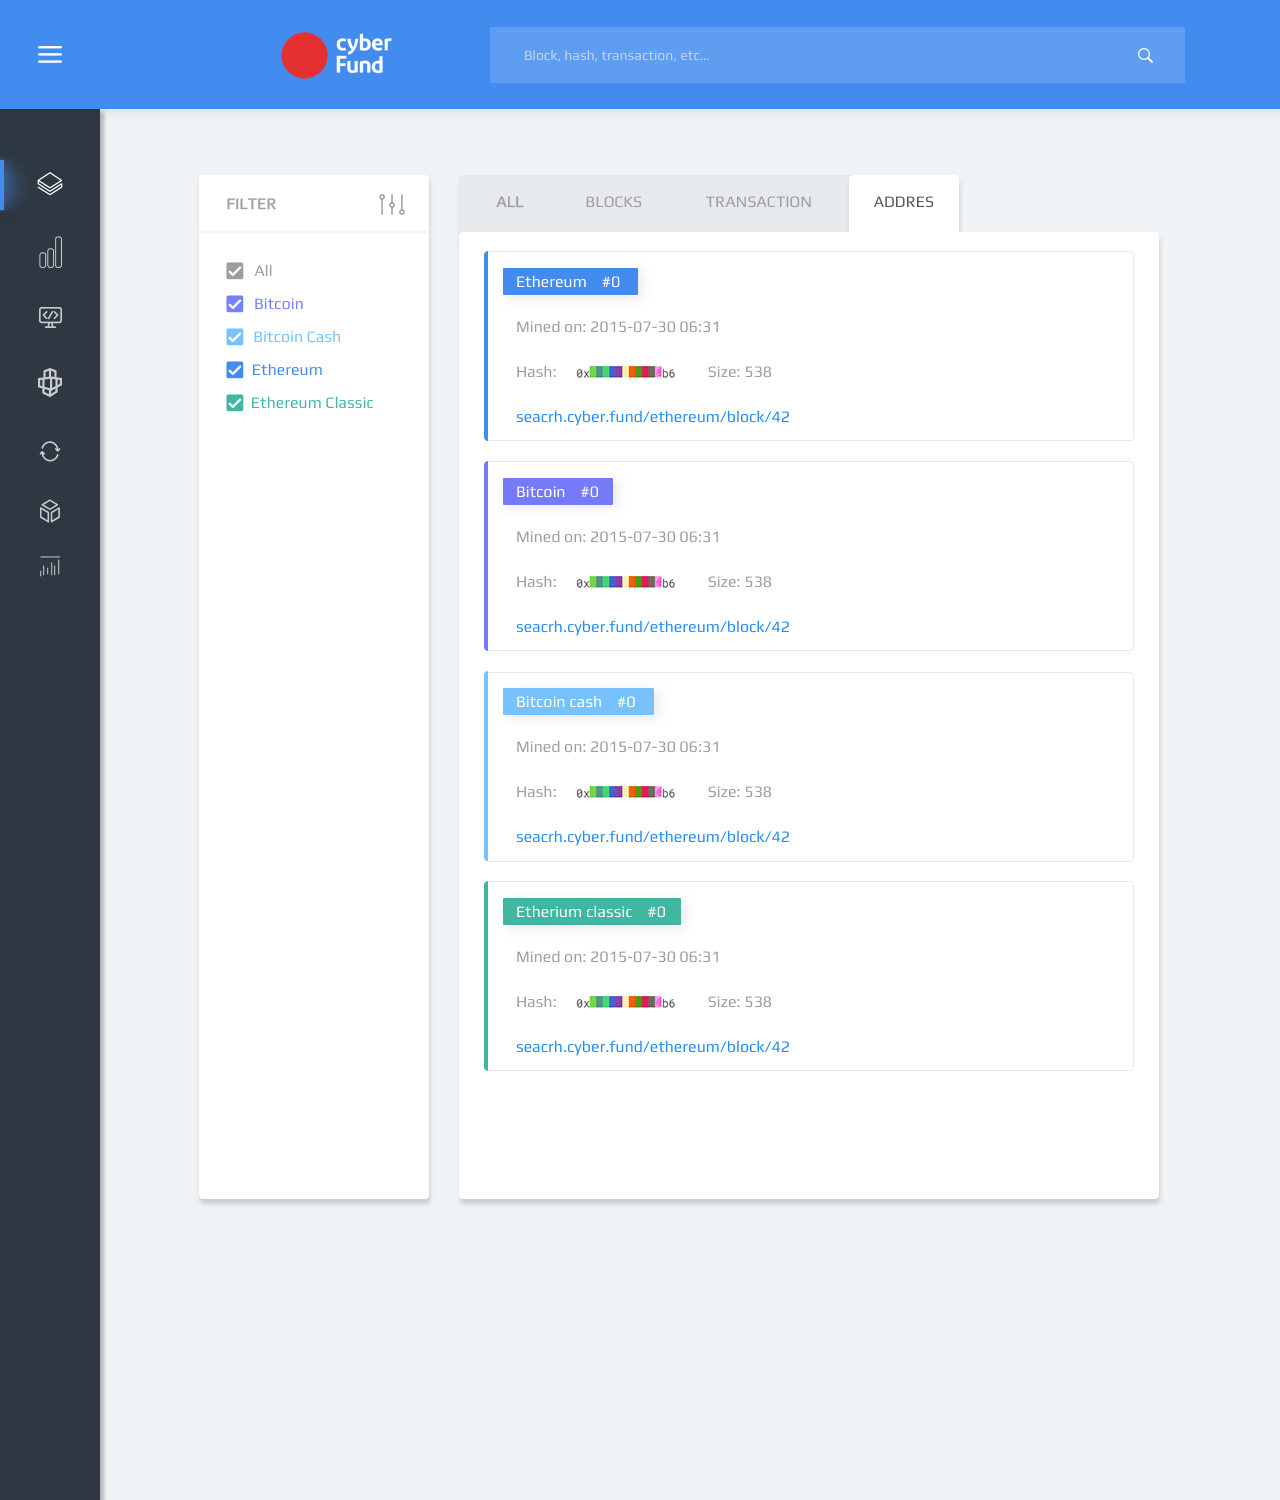 cyber
Fund
Block, hash, transaction, etc...
FILTER
All
Bitcoin
Bitcoin Cash
Ethereum
Ethereum Classic
ALL BLOCKS TRANSACTION ADDRES
Ethereum #0
Mined on: 2015-07-30 06:31
Hash: 0x b6 Size: 538
seacrh.cyber.fund/ethereum/block/42
Bitcoin #0
Mined on: 2015-07-30 06:31
Hash: 0x b6 Size: 538
seacrh.cyber.fund/ethereum/block/42
Bitcoin cash #0
Mined on: 2015-07-30 06:31
Hash: 0x b6 Size: 538
seacrh.cyber.fund/ethereum/block/42
Etherium classic #0
Mined on: 2015-07-30 06:31
Hash: 0x b6 Size: 538
seacrh.cyber.fund/ethereum/block/42